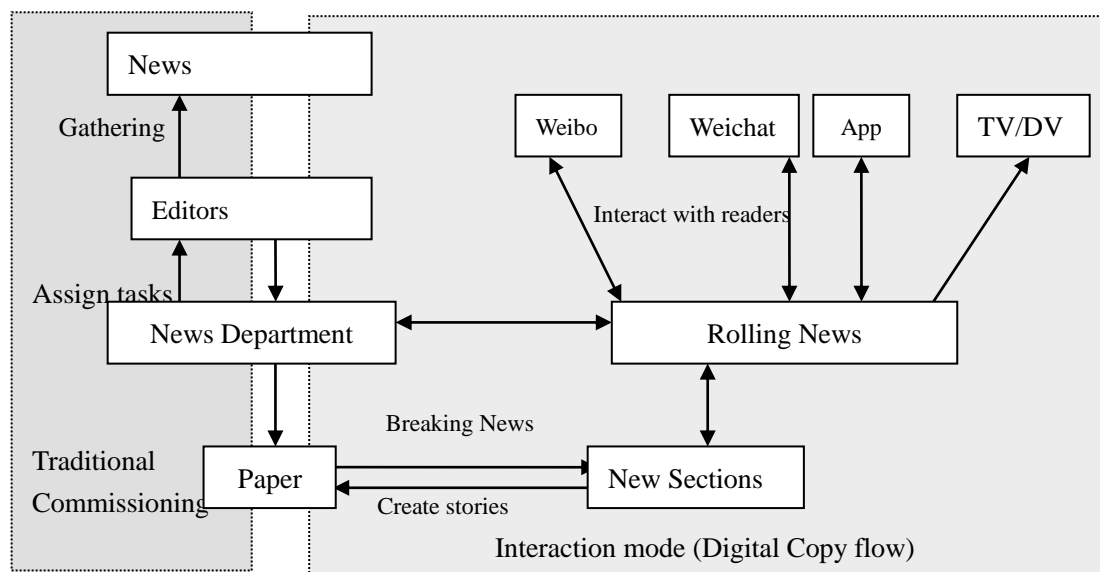 News
Gathering
Weibo
Weichat
App
TV/DV
Editors
Interact with readers
Assign tasks
News Department
Rolling News
Breaking News
Traditional
Commissioning
Paper
New Sections
Create stories
Interaction mode (Digital Copy flow)